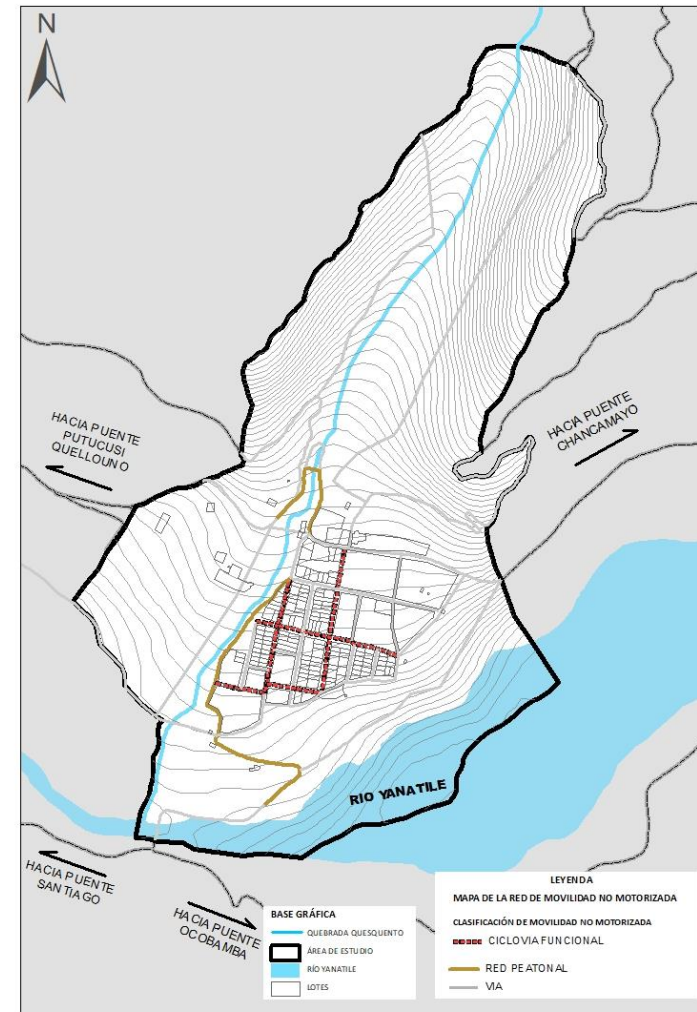 N
HACIA PUENTE
PUTUCUSI
QUELLOUNO
HACIA PUENTE
CHANCAMAYO
RIO YANATILE
HACIA PUENTE
SANTIAGO
HACIA PUENTE
OCOBAMBA
BASE GRÁFICA
QUEBRADA QUESQUENTO
ÁREA DE ESTUDIO
RÍO YANATILE
LOTES
LEYENDA
MAPA DE LA RED DE MOVILIDAD NO MOTORIZADA
CLASIFICACIÓN DE MOVILIDAD NO MOTORIZADA
CICLOVIA FUNCIONAL
RED PEATONAL
VIA